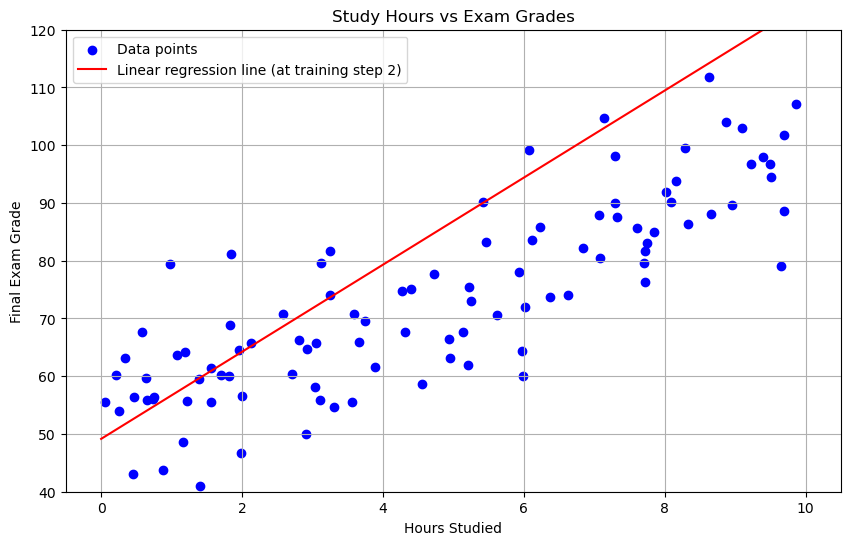 Study Hours vs Exam Grades
Data points
Linear regression line (at training step 2)
Final Exam Grade
120
110
100
90
80
70
60
50
40
0 2 4 6 8 10
Hours Studied